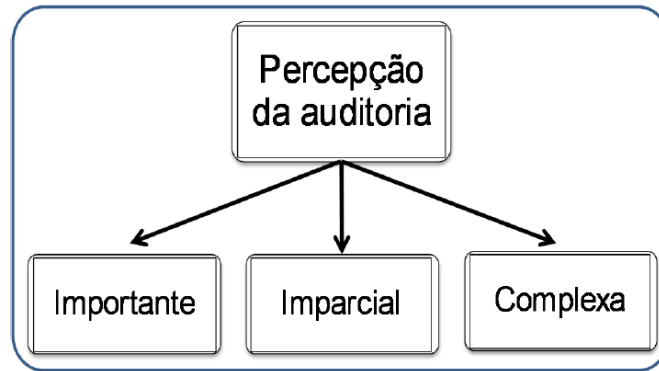 Percepção
da auditoria
Importante
Imparcial
Complexa